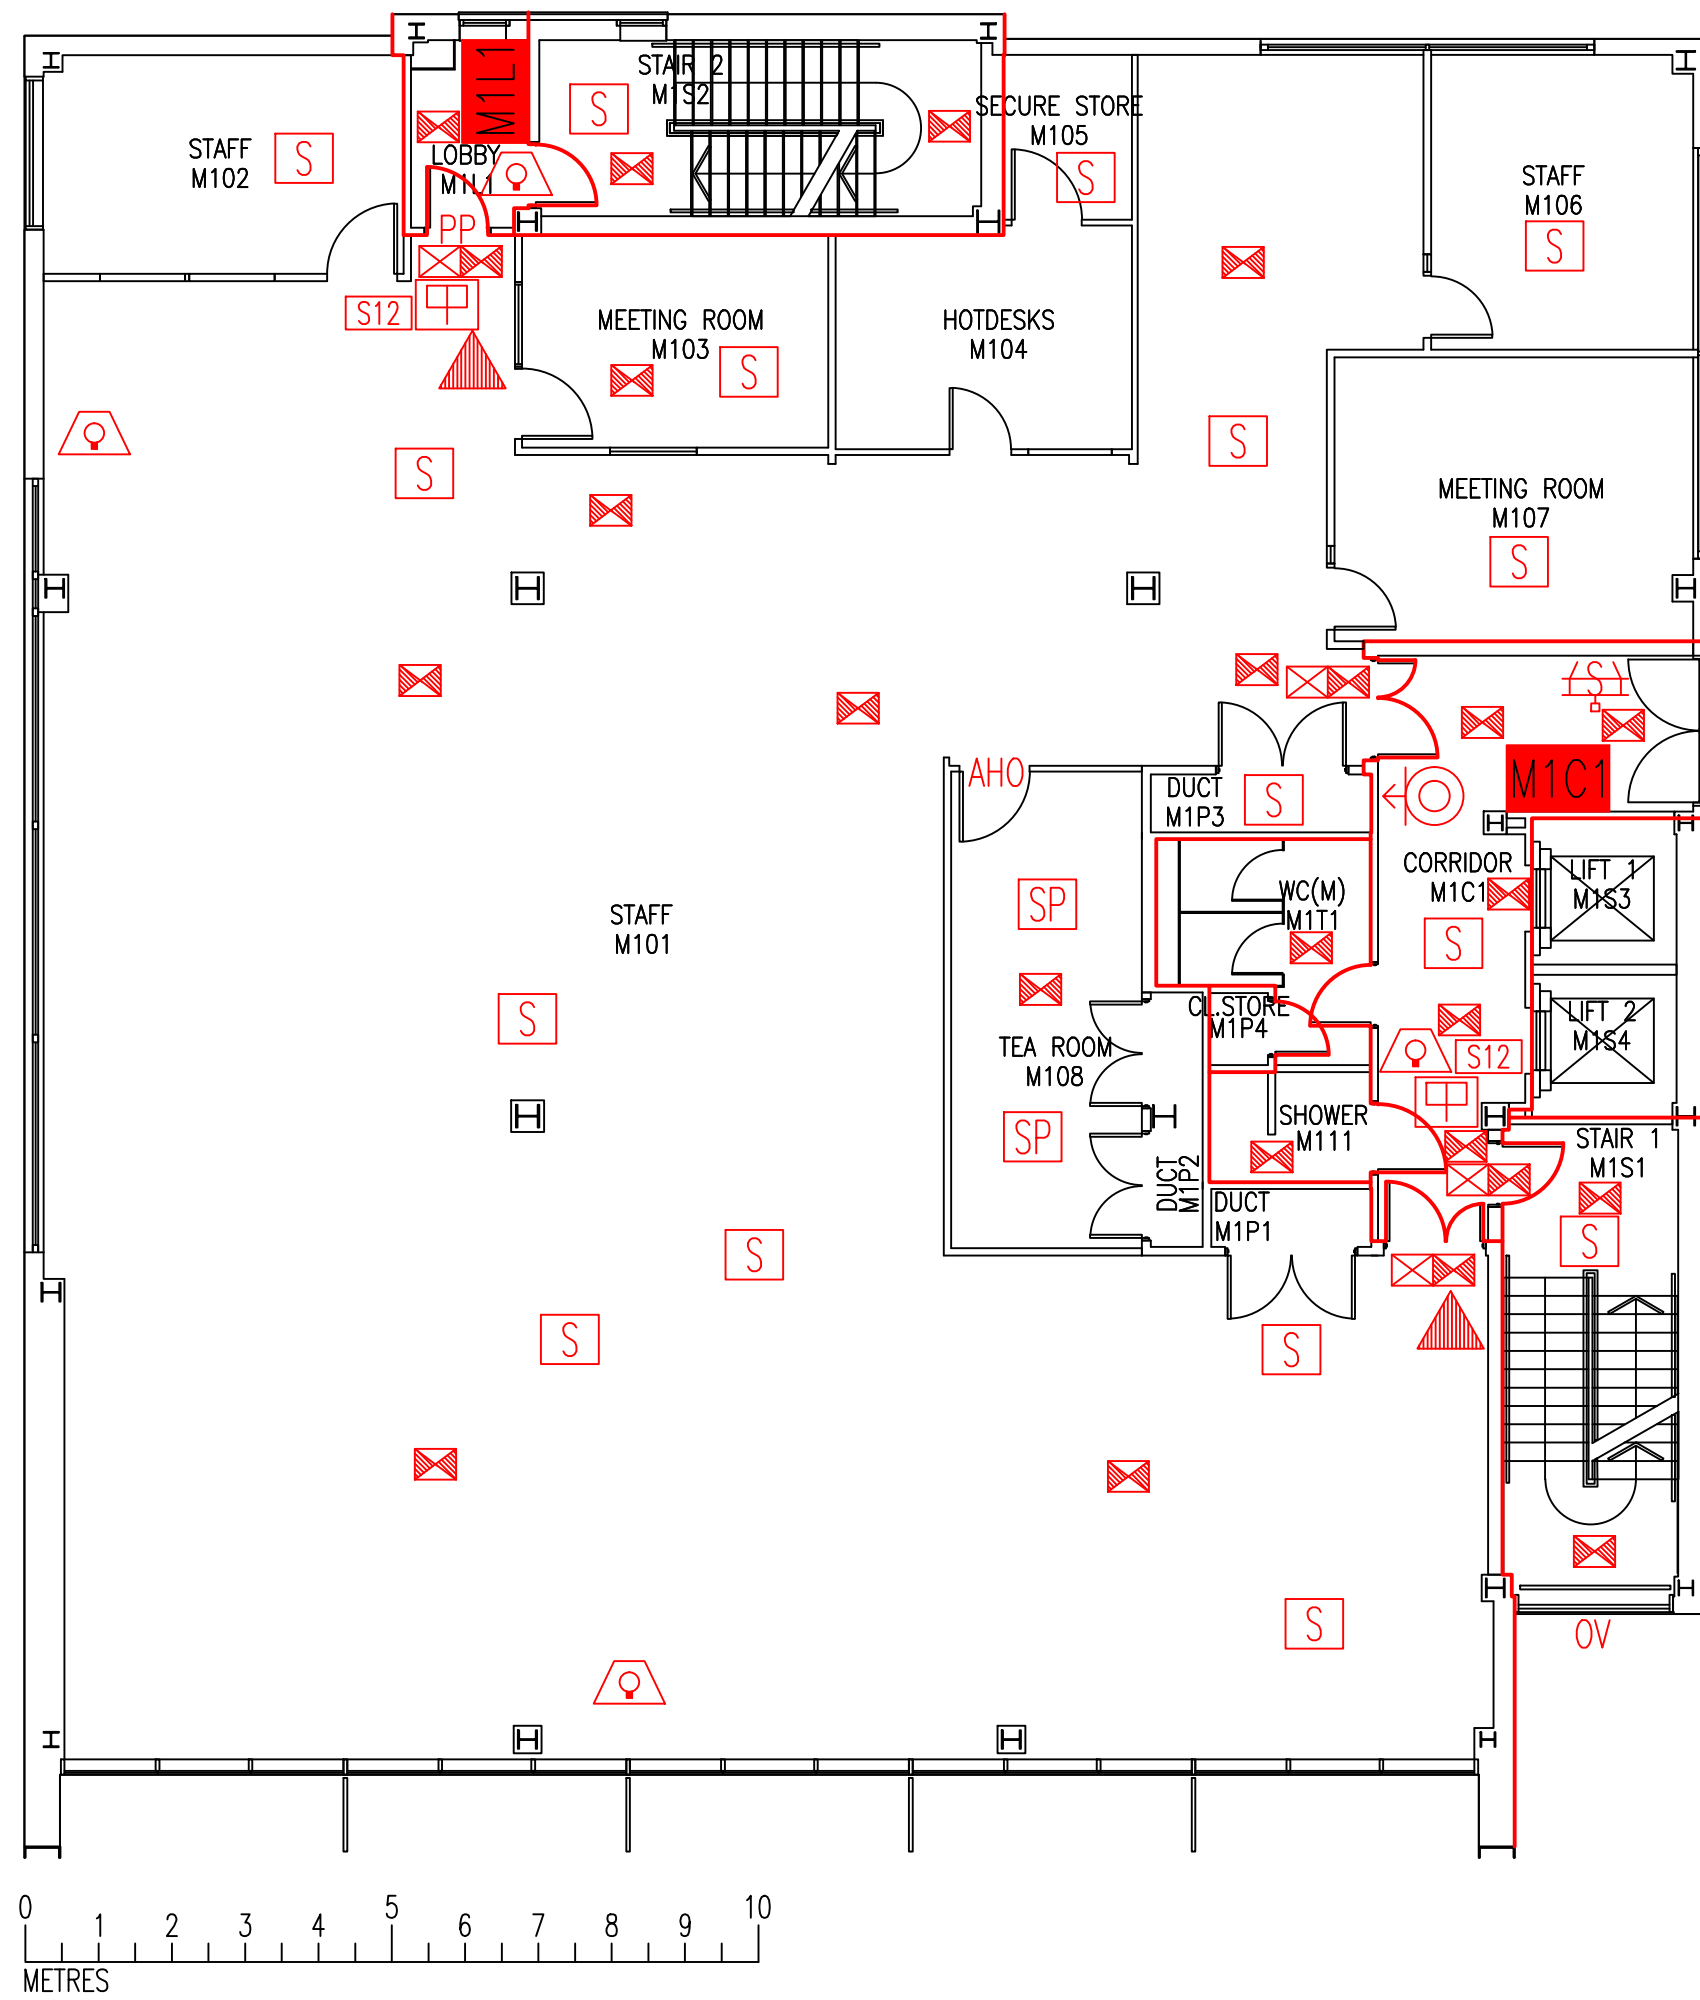 M1L1
STAIR 2
M1S2
S
SECURE STORE
M105
S
STAFF
M102
S
LOBBY
M1L1
STAFF
M106
S
PP
S12
MEETING ROOM
M103
S
HOTDESKS
M104
S
S
MEETING ROOM
M107
S
(S)
AHO
DUCT
M1P3
S
M1C1
CORRIDOR
M1C1
LIFT 1
M1S3
SP
WC(M)
M1T1
STAFF
M101
S
S
CL.STORE
M1P4
LIFT 2
M1S4
TEA ROOM
M108
S12
SHOWER
M111
SP
STAIR 1
M1S1
DUCT
M1P2
DUCT
M1P1
S
S
S
S
S
OV
0 1 2 3 4 5 6 7 8 9 10
METRES